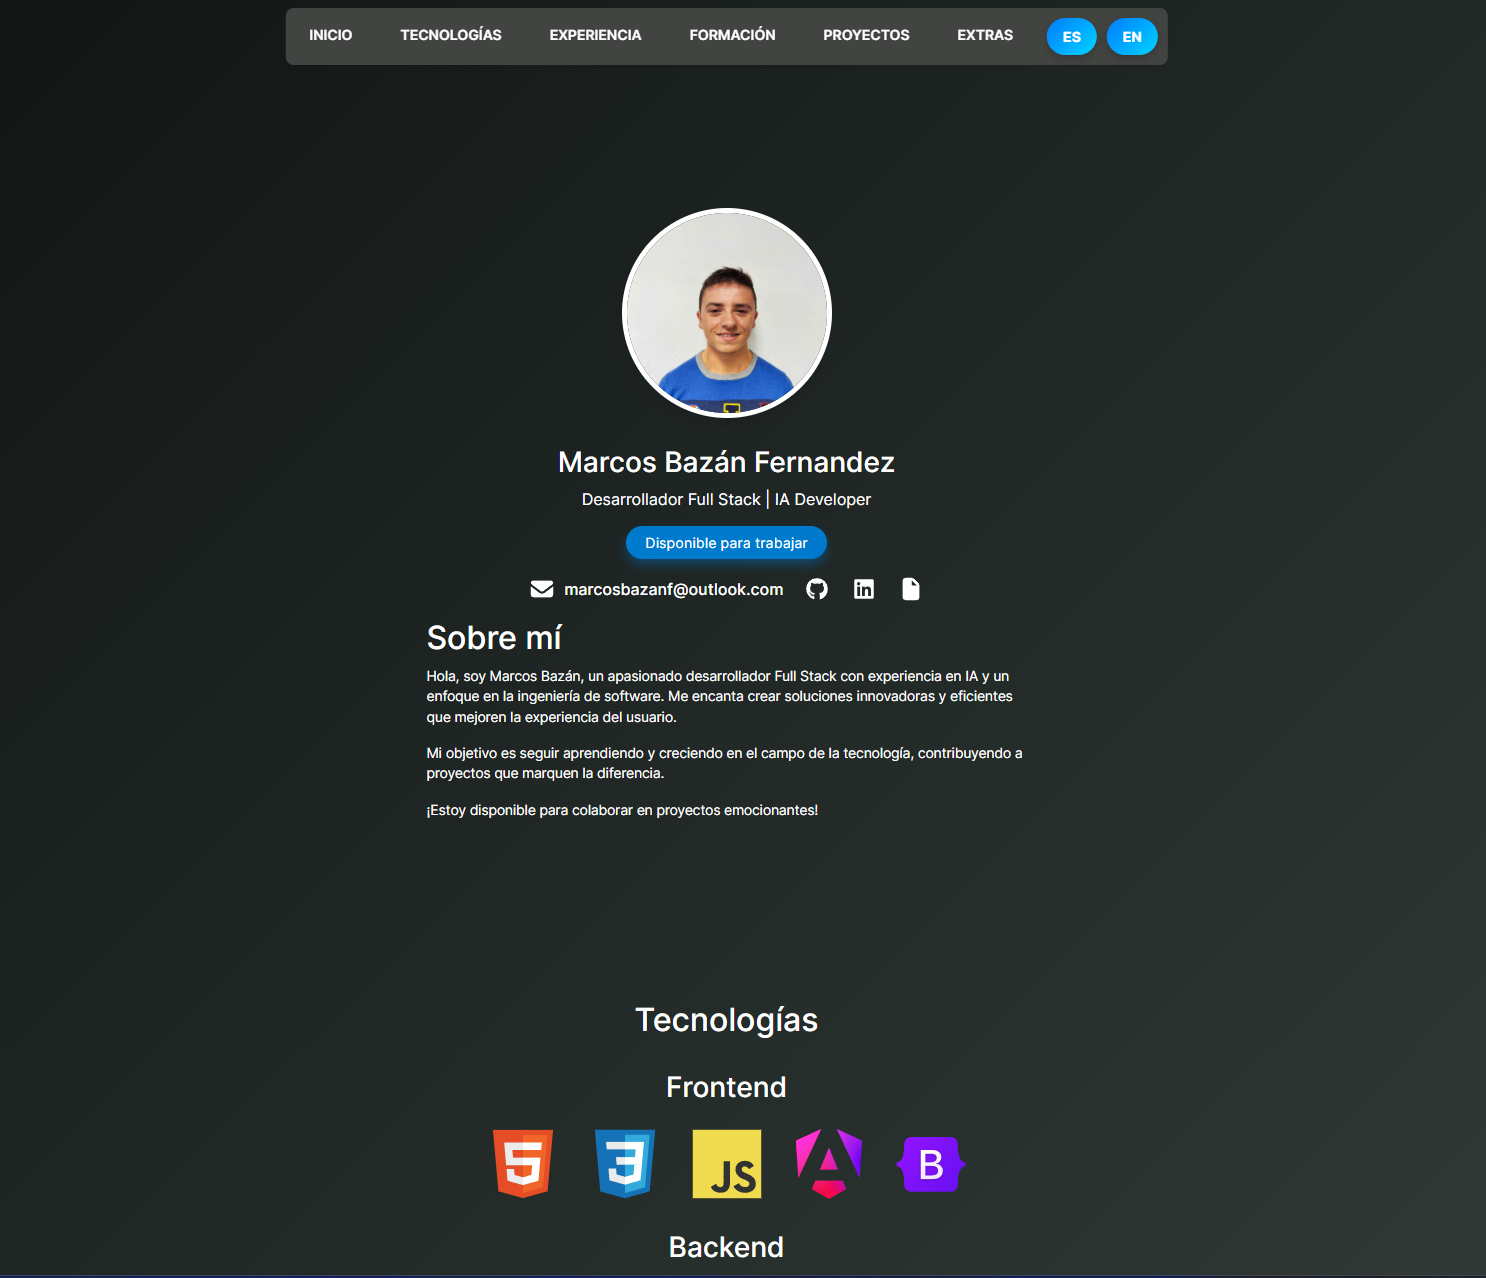 INICIO TECNOLOGÍAS EXPERIENCIA FORMACIÓN PROYECTOS EXTRAS ES EN
Marcos Bazán Fernandez
Desarrollador Full Stack | IA Developer
Disponible para trabajar
marcosbazanf@outlook.com
Sobre mí
Hola, soy Marcos Bazán, un apasionado desarrollador Full Stack con experiencia en IA y un
enfoque en la ingeniería de software. Me encanta crear soluciones innovadoras y eficientes
que mejoren la experiencia del usuario.
Mi objetivo es seguir aprendiendo y creciendo en el campo de la tecnología, contribuyendo a
proyectos que marquen la diferencia.
¡Estoy disponible para colaborar en proyectos emocionantes!
Tecnologías
Frontend
5 3 JS A B
Backend